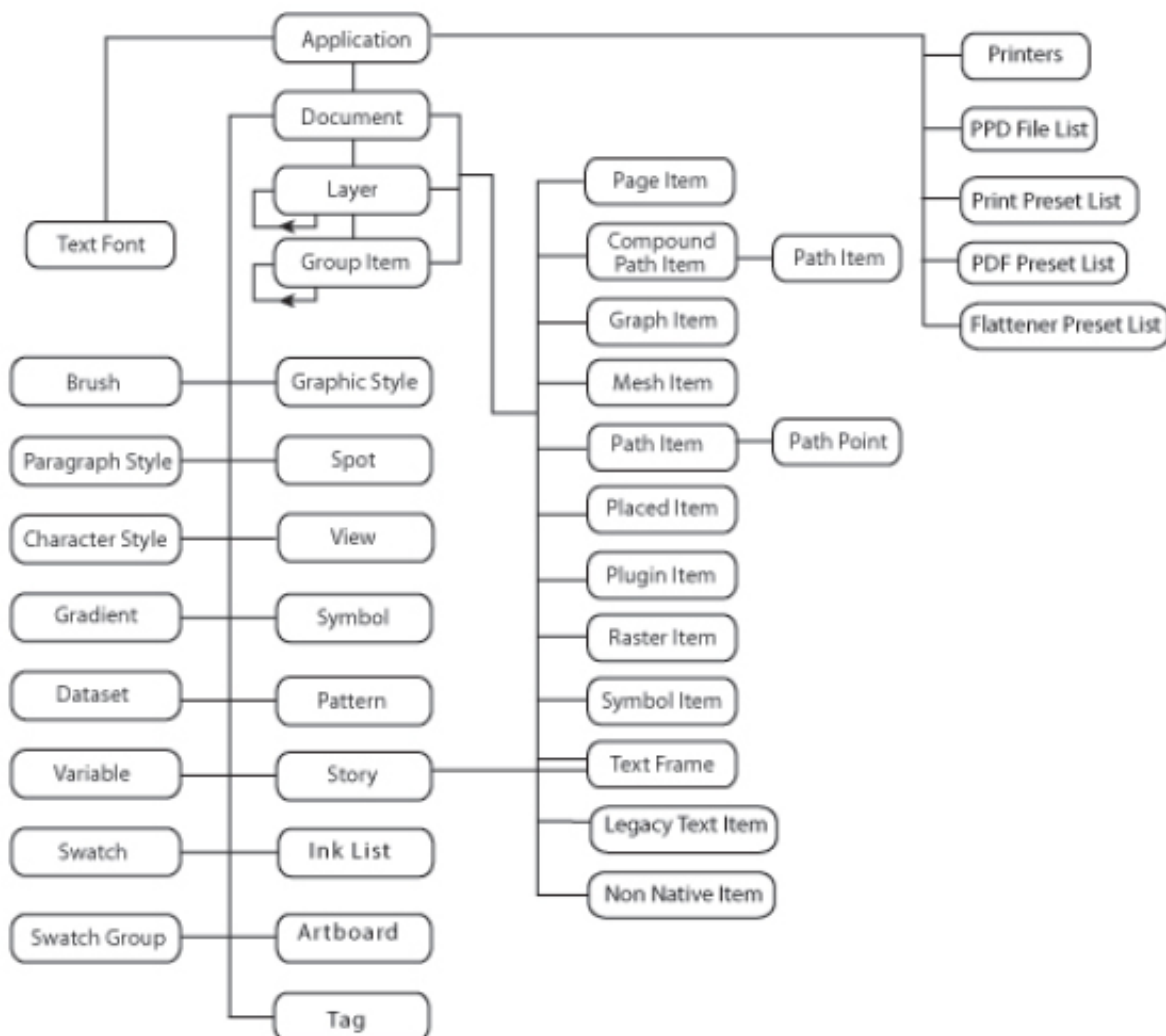 Application
Printers
Document
PPD File List
Layer
Page Item
Print Preset List
Text Font
Group Item
Compound
Path Item
Path Item
PDF Preset List
Graph Item
Flattener Preset List
Brush
Graphic Style
Mesh Item
Paragraph Style
Spot
Path Item
Path Point
Character Style
View
Placed Item
Plugin Item
Gradient
Symbol
Raster Item
Dataset
Pattern
Symbol Item
Variable
Story
Text Frame
Swatch
Ink List
Legacy Text Item
Non Native Item
Swatch Group
Artboard
Tag